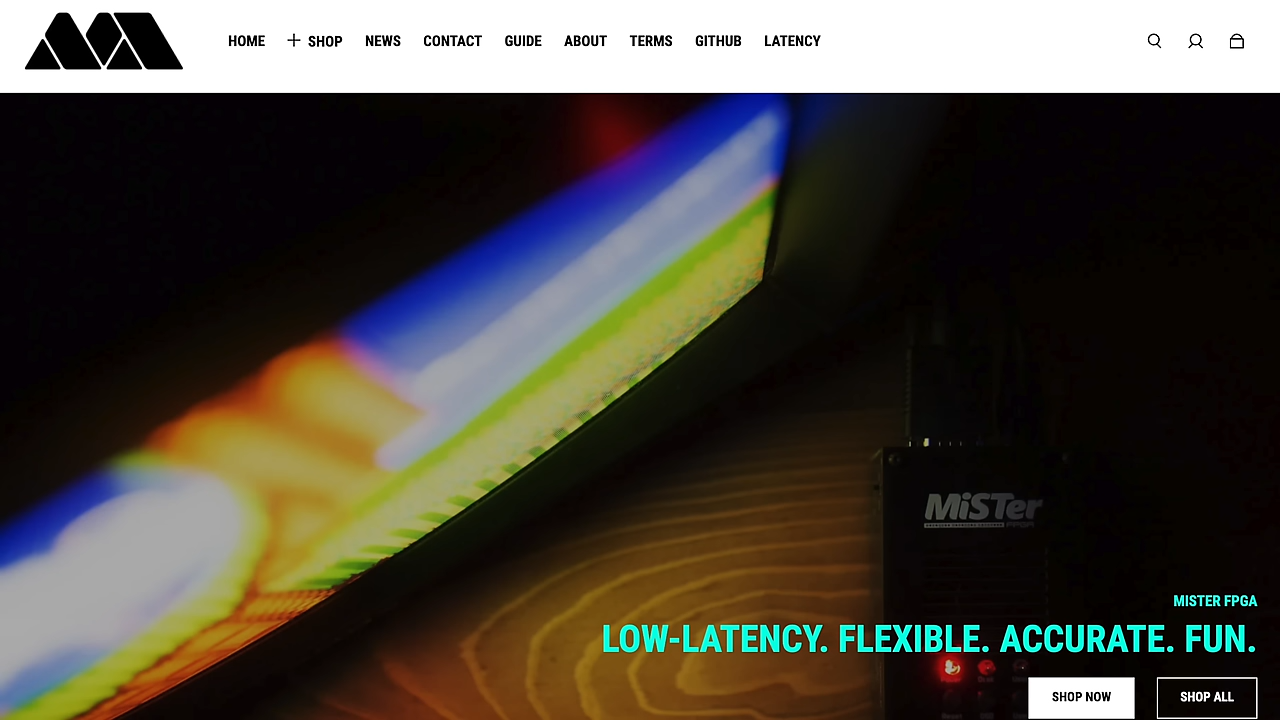 HOME
SHOP
NEWS
CONTACT
GUIDE
ABOUT
TERMS
GITHUB
LATENCY
MiSTer
MISTER FPGA
LOW-LATENCY. FLEXIBLE. ACCURATE. FUN.
SHOP NOW
SHOP ALL